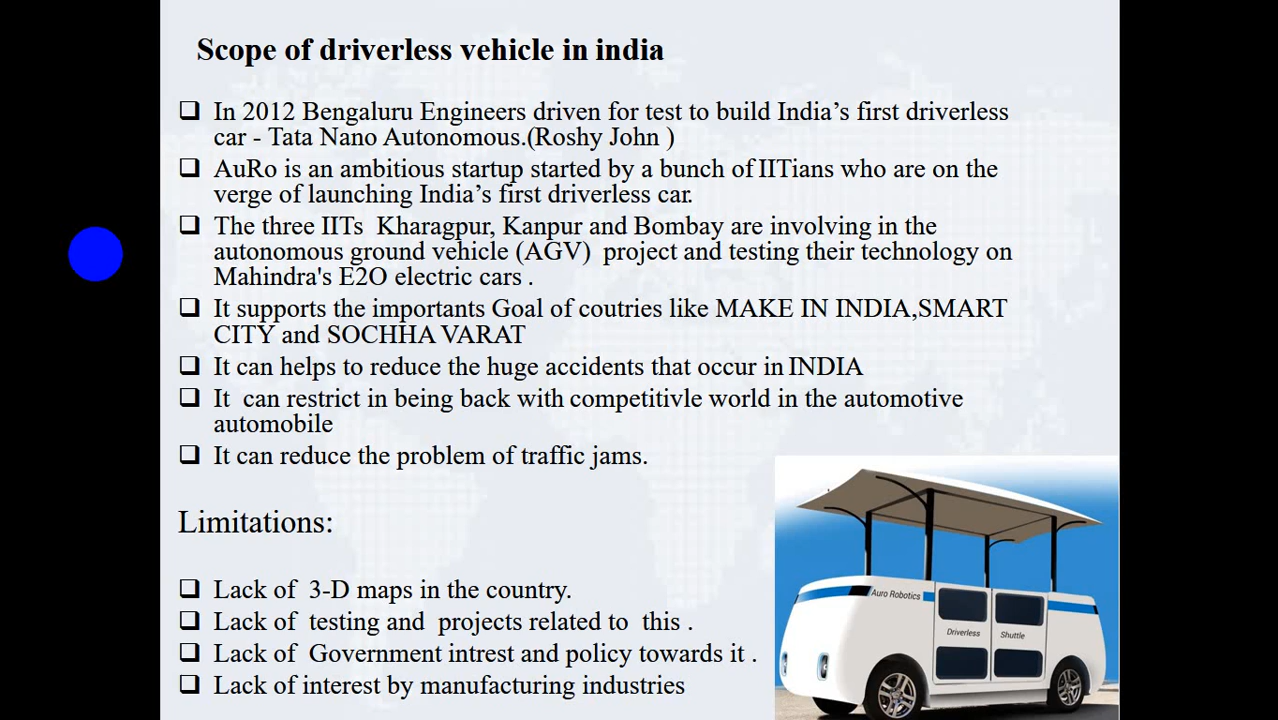 Scope of driverless vehicle in india
❑ In 2012 Bengaluru Engineers driven for test to build India’s first driverless
car - Tata Nano Autonomous.(Roshy John )
❑ AuRo is an ambitious startup started by a bunch of IITians who are on the
verge of launching India’s first driverless car.
❑ The three IITs Kharagpur, Kanpur and Bombay are involving in the
autonomous ground vehicle (AGV) project and testing their technology on
Mahindra's E2O electric cars .
❑ It supports the importants Goal of coutries like MAKE IN INDIA,SMART
CITY and SOCHHA VARAT
❑ It can helps to reduce the huge accidents that occur in INDIA
❑ It can restrict in being back with competitivle world in the automotive
automobile
❑ It can reduce the problem of traffic jams.
Limitations:
❑ Lack of 3-D maps in the country.
❑ Lack of testing and projects related to this .
❑ Lack of Government intrest and policy towards it .
❑ Lack of interest by manufacturing industries
Auro Robotics
Driverless Shuttle